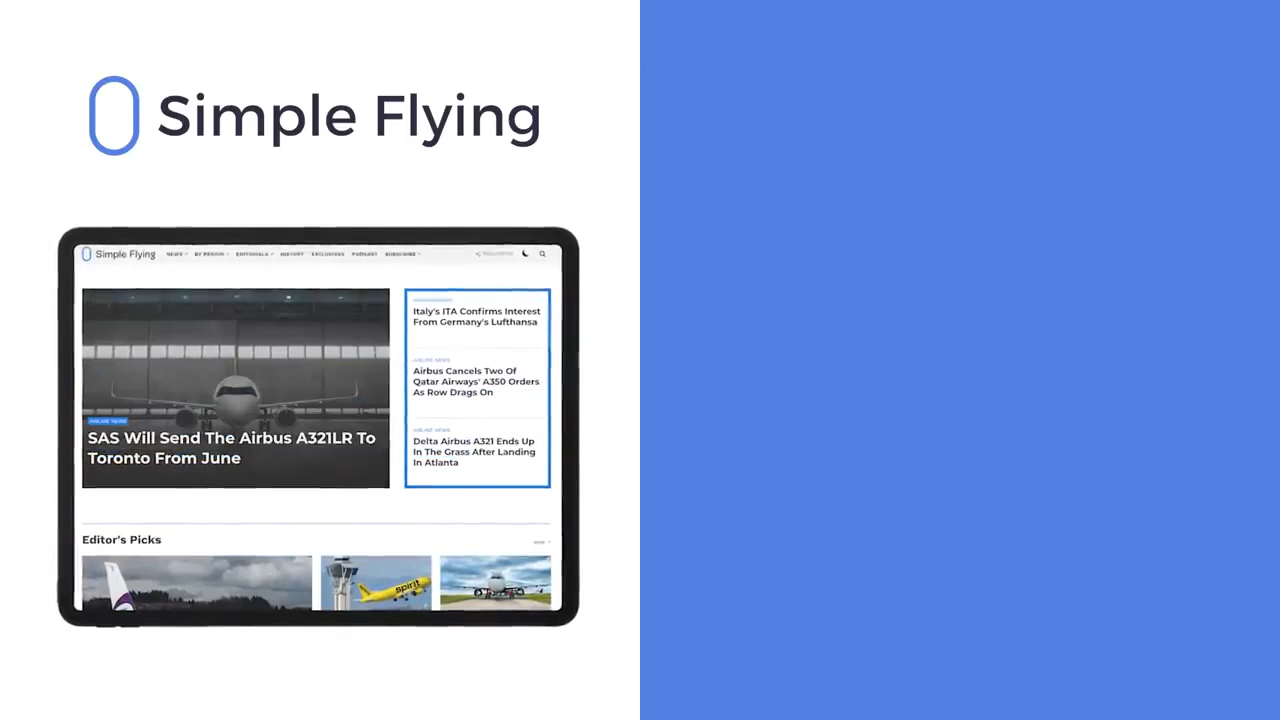 Simple Flying
Simple Flying
NEWS BY REGION EDITORIALS HISTORY EXCLUSIVES PODCAST SUBSCRIBE
AIRLINE NEWS
SAS Will Send The Airbus A321LR To
Toronto From June
Italy's ITA Confirms Interest
From Germany's Lufthansa
AIRLINE NEWS
Airbus Cancels Two Of
Qatar Airways' A350 Orders
As Row Drags On
AIRLINE NEWS
Delta Airbus A321 Ends Up
In The Grass After Landing
In Atlanta
Editor's Picks
spirit